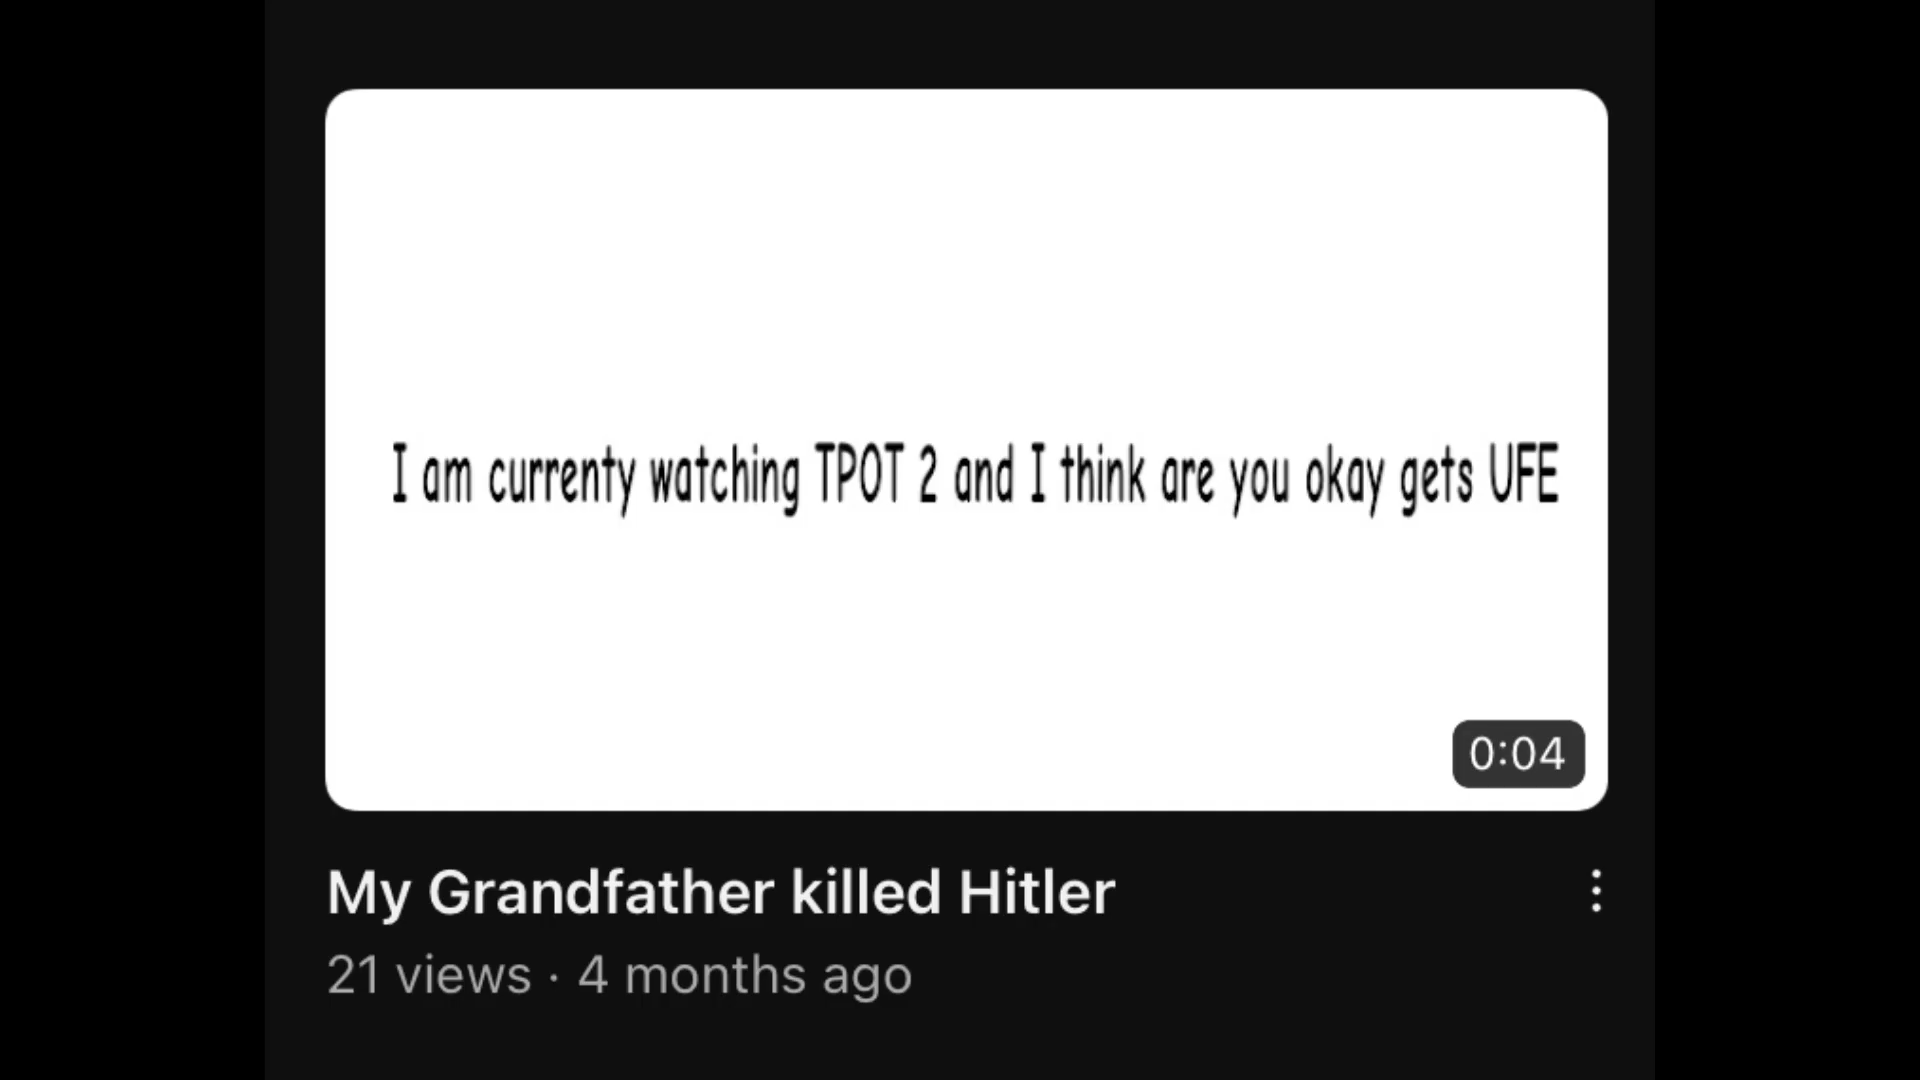 I am currenty watching TPOT 2 and I think are you okay gets UFE
0:04
My Grandfather killed Hitler
21 views · 4 months ago